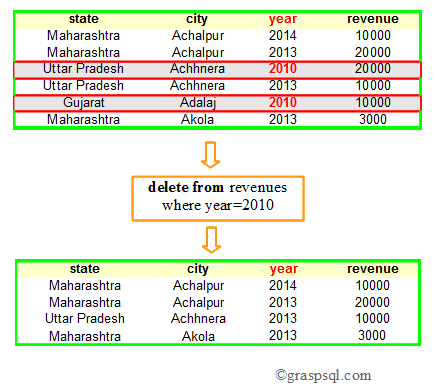 state city year revenue
Maharashtra Achalpur 2014 10000
Maharashtra Achalpur 2013 20000
Uttar Pradesh Achhnera 2010 20000
Uttar Pradesh Achhnera 2013 10000
Gujarat Adalaj 2010 10000
Maharashtra Akola 2013 3000
delete from revenues
where year=2010
state city year revenue
Maharashtra Achalpur 2014 10000
Maharashtra Achalpur 2013 20000
Uttar Pradesh Achhnera 2013 10000
Maharashtra Akola 2013 3000
©graspsql.com